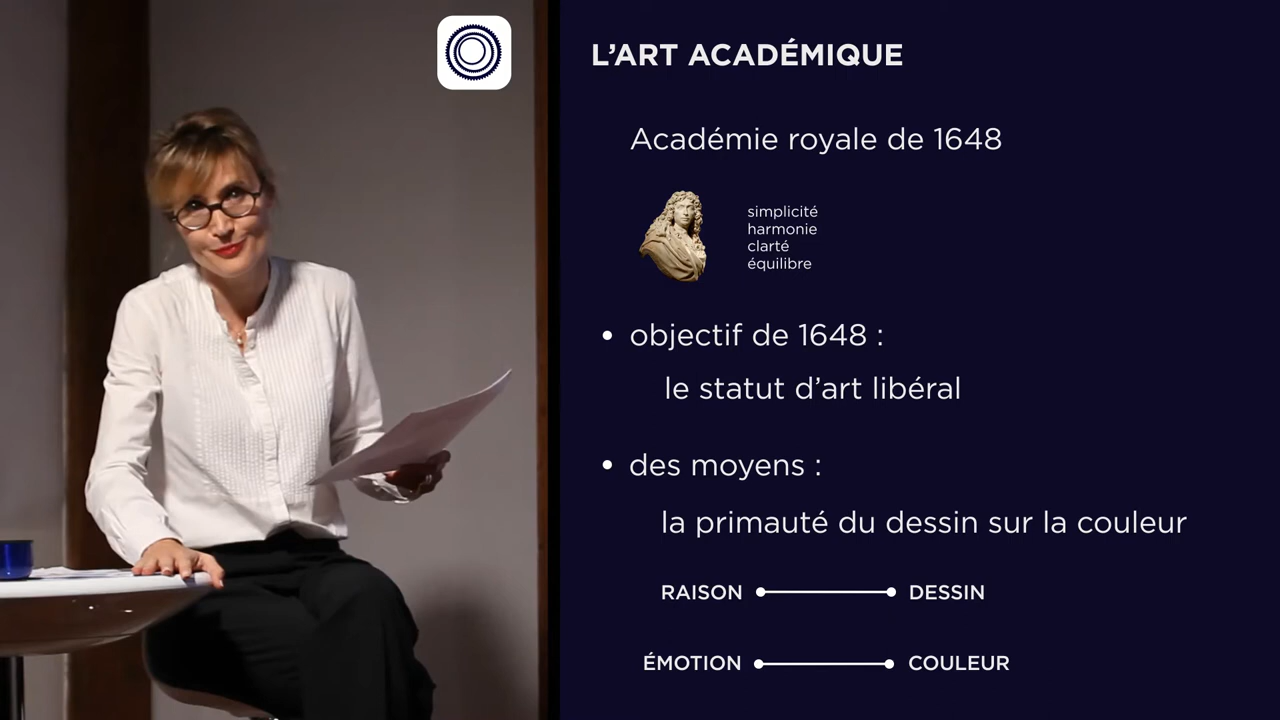 L’ART ACADÉMIQUE
Académie royale de 1648
simplicité
harmonie
clarté
équilibre
• objectif de 1648 :
le statut d’art libéral
• des moyens :
la primauté du dessin sur la couleur
RAISON DESSIN
ÉMOTION COULEUR